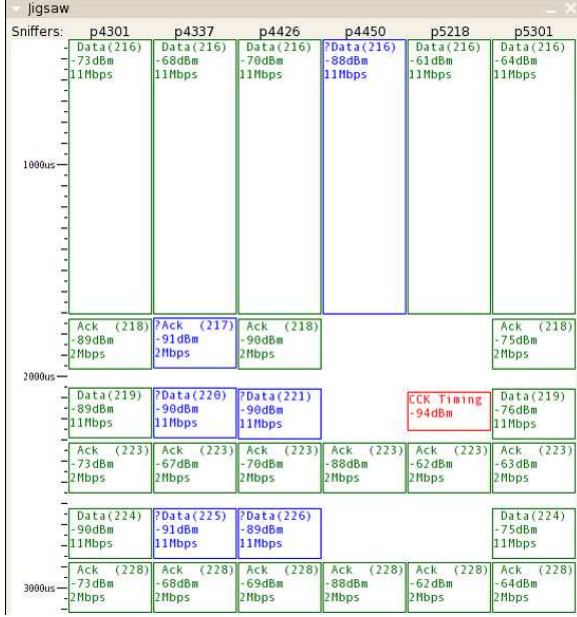 Jigsaw
Sniffers: p4301 p4337 p4426 p4450 p5218 p5301
Data(216) Data(216) Data(216) ?Data(216) Data(216) Data(216)
-73dBm -68dBm -70dBm -88dBm -61dBm -64dBm
11Mbps 11Mbps 11Mbps 11Mbps 11Mbps 11Mbps
1000us
Ack (218) ?Ack (217) Ack (218) Ack (218)
-89dBm -91dBm -90dBm -75dBm
2Mbps 2Mbps 2Mbps 2Mbps
2000us
Data(219) ?Data(220) ?Data(221) CCK Timing Data(219)
-89dBm -90dBm -90dBm -94dBm -76dBm
11Mbps 11Mbps 11Mbps 11Mbps
Ack (223) Ack (223) Ack (223) Ack (223) Ack (223) Ack (223)
-73dBm -67dBm -70dBm -88dBm -62dBm -63dBm
2Mbps 2Mbps 2Mbps 2Mbps 2Mbps 2Mbps
Data(224) ?Data(225) ?Data(226) Data(224)
-90dBm -91dBm -89dBm -75dBm
11Mbps 11Mbps 11Mbps 11Mbps
Ack (228) Ack (228) Ack (228) Ack (228) Ack (228) Ack (228)
-73dBm -68dBm -69dBm -88dBm -62dBm -64dBm
3000us
2Mbps 2Mbps 2Mbps 2Mbps 2Mbps 2Mbps